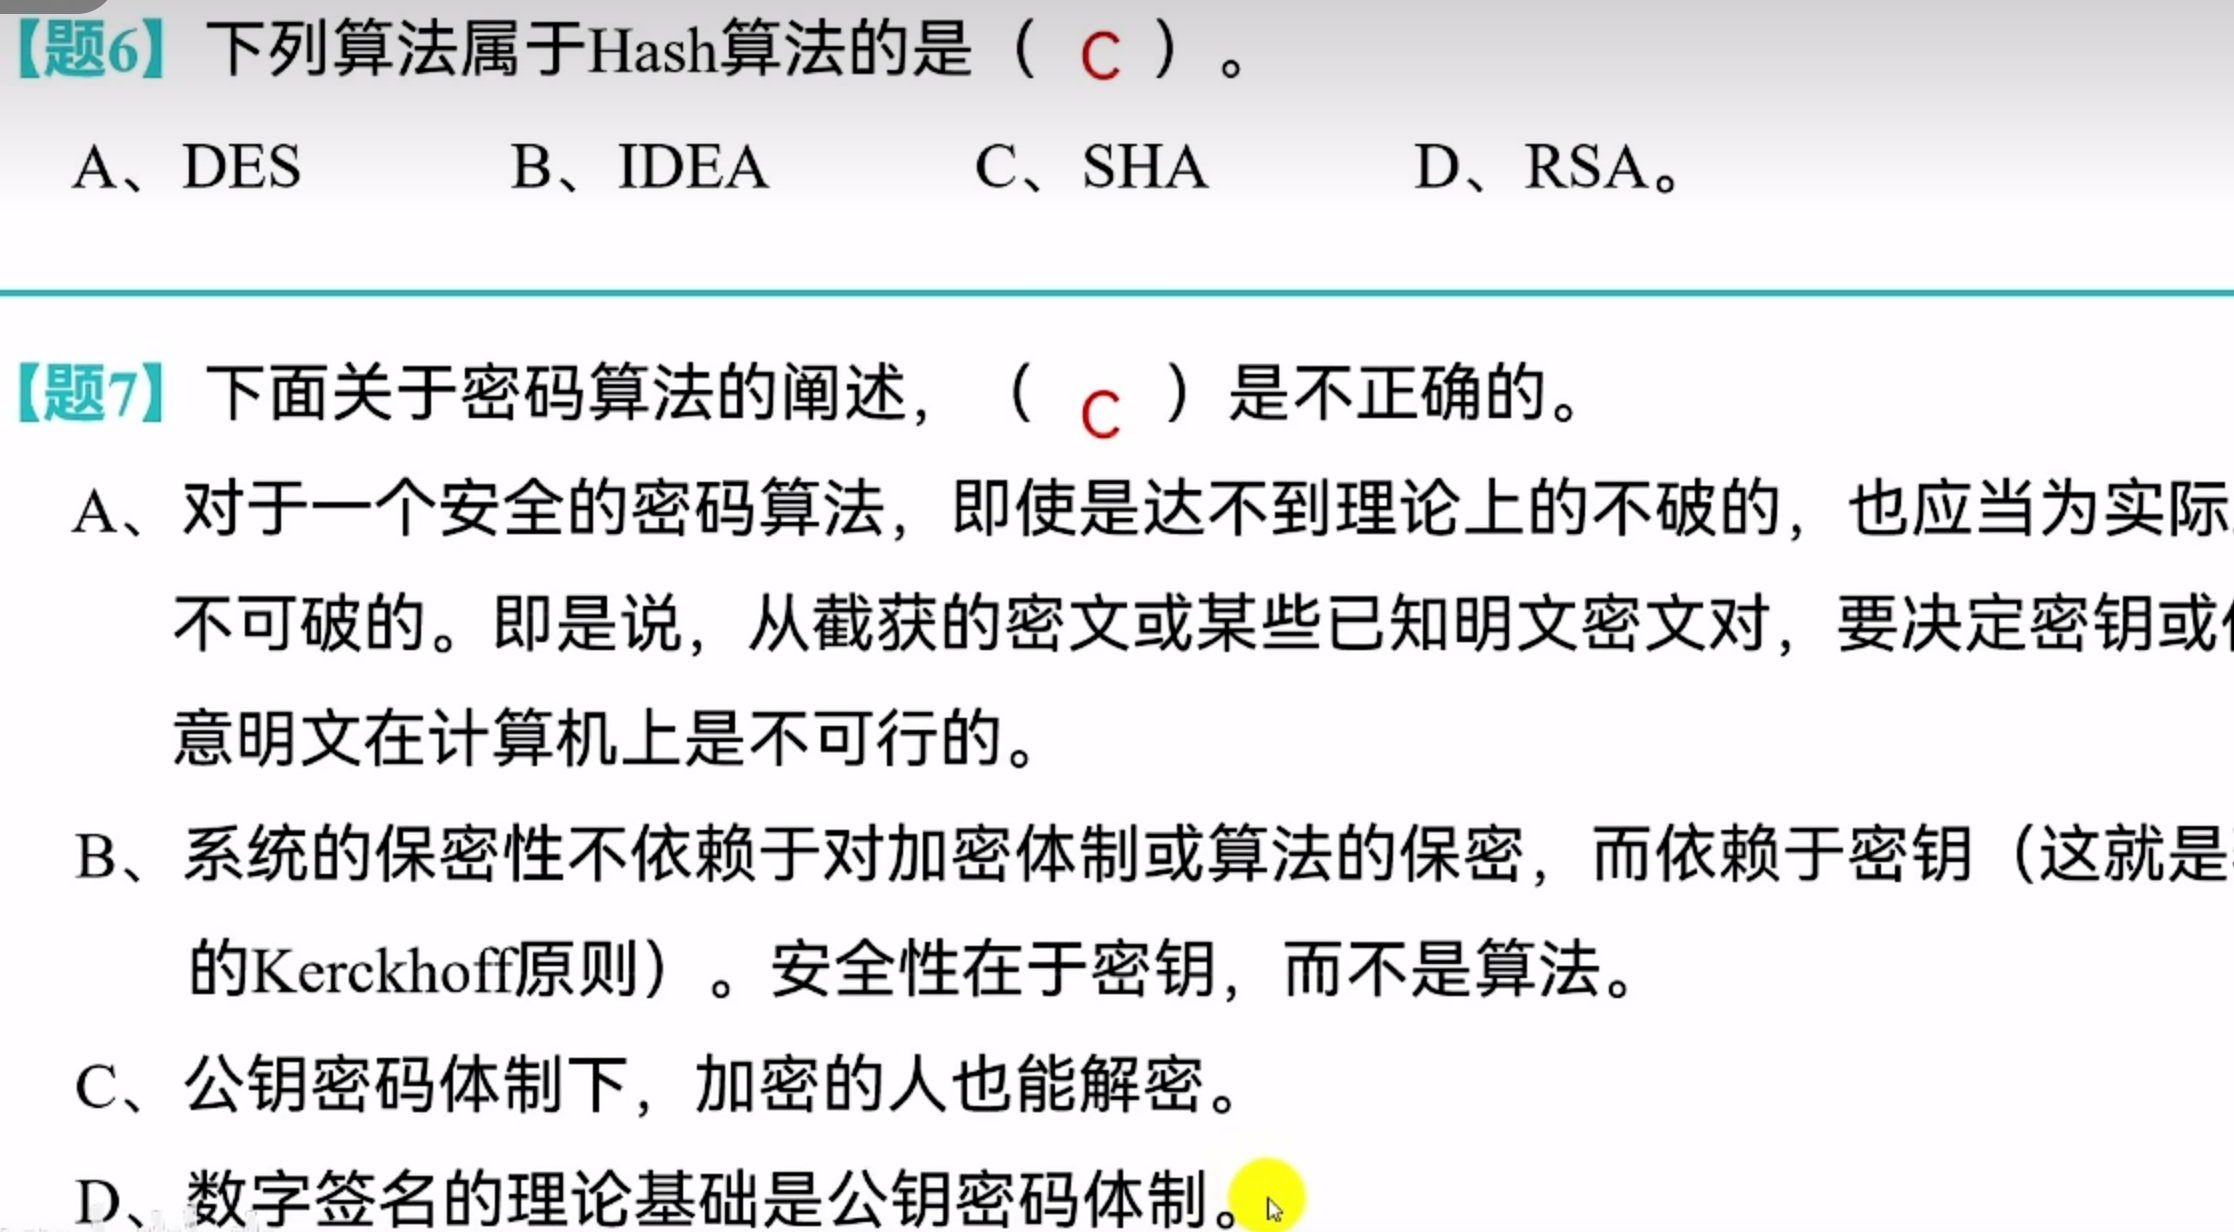 【题6】下列算法属于Hash算法的是（ C ）。
A、DES B、IDEA C、SHA D、RSA。
【题7】下面关于密码算法的阐述，（ C ）是不正确的。
A、对于一个安全的密码算法，即使是达不到理论上的不破的，也应当为实际
不可破的。即是说，从截获的密文或某些已知明文密文对，要决定密钥或
意明文在计算机上是不可行的。
B、系统的保密性不依赖于对加密体制或算法的保密，而依赖于密钥（这就是
的Kerckhoff原则）。安全性在于密钥，而不是算法。
C、公钥密码体制下，加密的人也能解密。
D、数字签名的理论基础是公钥密码体制。